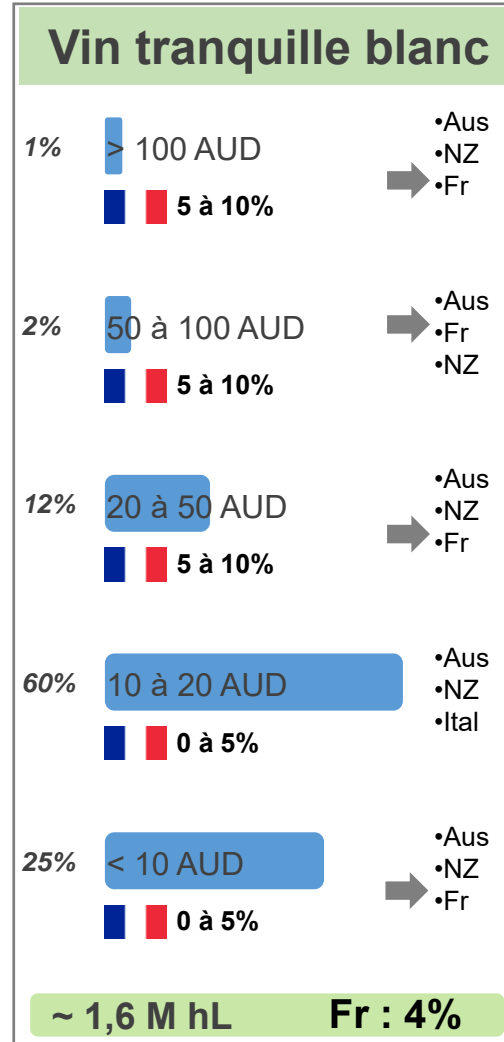 Vin tranquille blanc
1%
> 100 AUD
5 à 10%
•Aus
•NZ
•Fr
2%
50 à 100 AUD
5 à 10%
•Aus
•Fr
•NZ
12%
20 à 50 AUD
5 à 10%
•Aus
•NZ
•Fr
60%
10 à 20 AUD
0 à 5%
•Aus
•NZ
•Ital
25%
< 10 AUD
0 à 5%
•Aus
•NZ
•Fr
~ 1,6 M hL Fr : 4%